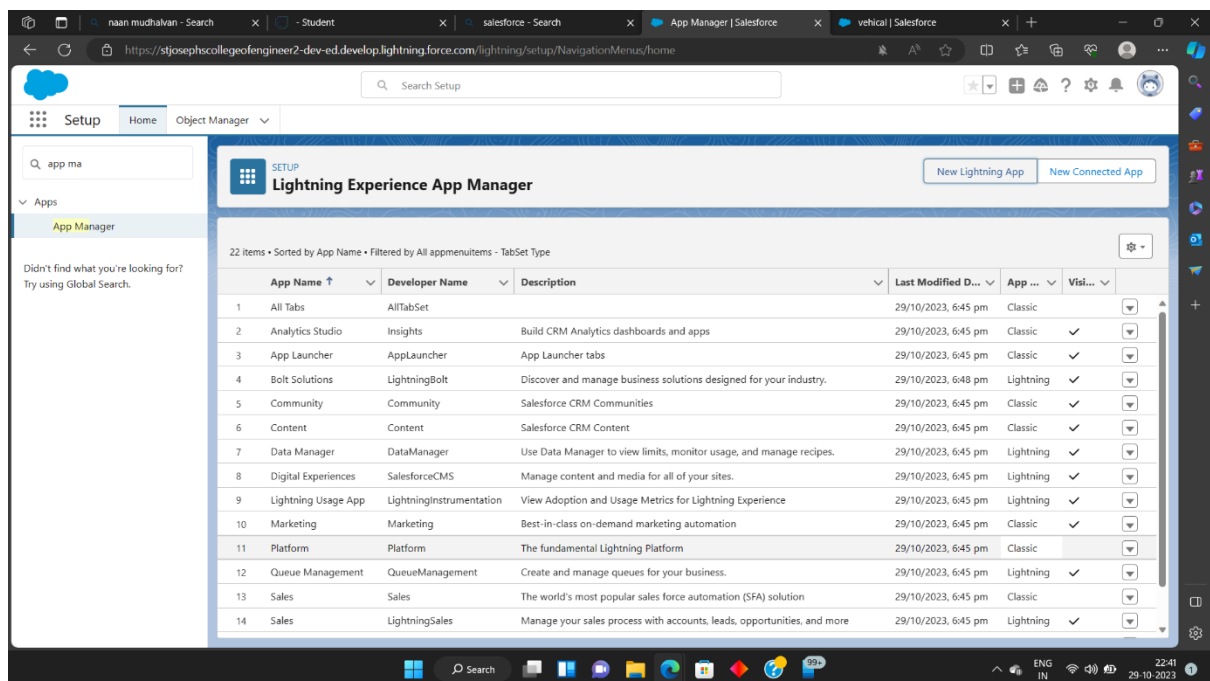 naan mudhalvan - Search
- Student
salesforce - Search
App Manager | Salesforce
vehical | Salesforce
https://stjosephscollegeofengineer2-dev-ed.develop.lightning.force.com/lightning/setup/NavigationMenus/home
Search Setup
Setup Home Object Manager
app ma
Apps
App Manager
Didn't find what you're looking for?
Try using Global Search.
SETUP
Lightning Experience App Manager
New Lightning App New Connected App
22 items • Sorted by App Name • Filtered by All appmenuitems - TabSet Type
App Name ↑ Developer Name Description Last Modified D... App ... Visi...
1 All Tabs AllTabSet 29/10/2023, 6:45 pm Classic
2 Analytics Studio Insights Build CRM Analytics dashboards and apps 29/10/2023, 6:45 pm Classic
3 App Launcher AppLauncher App Launcher tabs 29/10/2023, 6:45 pm Classic
4 Bolt Solutions LightningBolt Discover and manage business solutions designed for your industry. 29/10/2023, 6:48 pm Lightning
5 Community Community Salesforce CRM Communities 29/10/2023, 6:45 pm Classic
6 Content Content Salesforce CRM Content 29/10/2023, 6:45 pm Classic
7 Data Manager DataManager Use Data Manager to view limits, monitor usage, and manage recipes. 29/10/2023, 6:45 pm Lightning
8 Digital Experiences SalesforceCMS Manage content and media for all of your sites. 29/10/2023, 6:45 pm Lightning
9 Lightning Usage App LightningInstrumentation View Adoption and Usage Metrics for Lightning Experience 29/10/2023, 6:45 pm Lightning
10 Marketing Marketing Best-in-class on-demand marketing automation 29/10/2023, 6:45 pm Classic
11 Platform Platform The fundamental Lightning Platform 29/10/2023, 6:45 pm Classic
12 Queue Management QueueManagement Create and manage queues for your business. 29/10/2023, 6:45 pm Lightning
13 Sales Sales The world's most popular sales force automation (SFA) solution 29/10/2023, 6:45 pm Classic
14 Sales LightningSales Manage your sales process with accounts, leads, opportunities, and more 29/10/2023, 6:45 pm Lightning
Search
99+
ENG
IN
22:41
29-10-2023
1